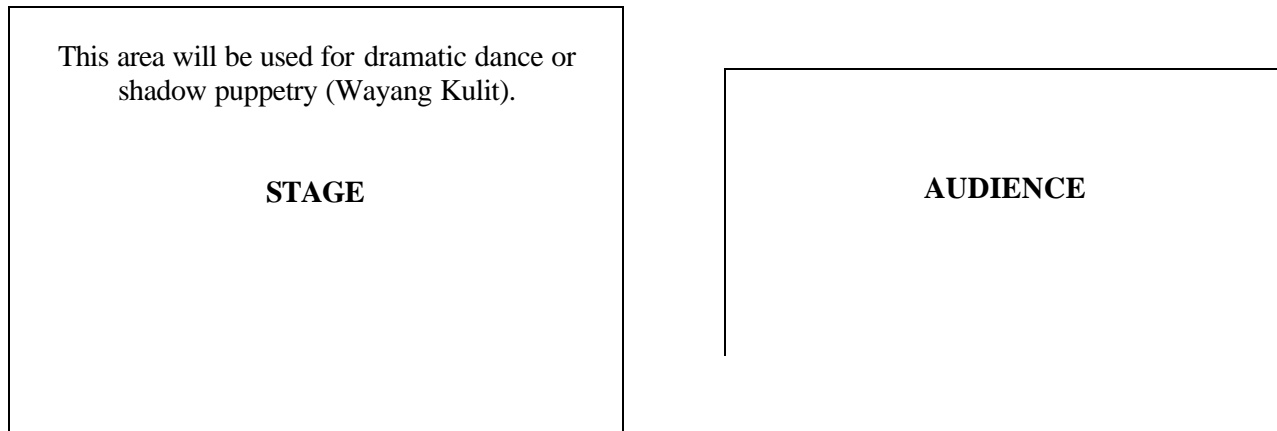 This area will be used for dramatic dance or
shadow puppetry (Wayang Kulit).
STAGE
AUDIENCE